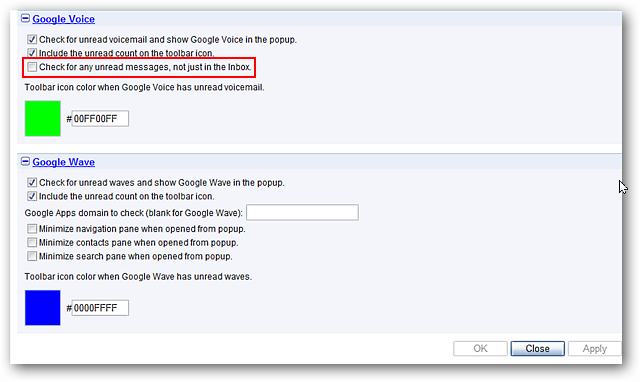 Google Voice
Check for unread voicemail and show Google Voice in the popup.
Include the unread count on the toolbar icon.
Check for any unread messages, not just in the Inbox.
Toolbar icon color when Google Voice has unread voicemail.
#00FF00FF
Google Wave
Check for unread waves and show Google Wave in the popup.
Include the unread count on the toolbar icon.
Google Apps domain to check (blank for Google Wave):
Minimize navigation pane when opened from popup.
Minimize contacts pane when opened from popup.
Minimize search pane when opened from popup.
Toolbar icon color when Google Wave has unread waves.
#0000FFFF
OK Close Apply